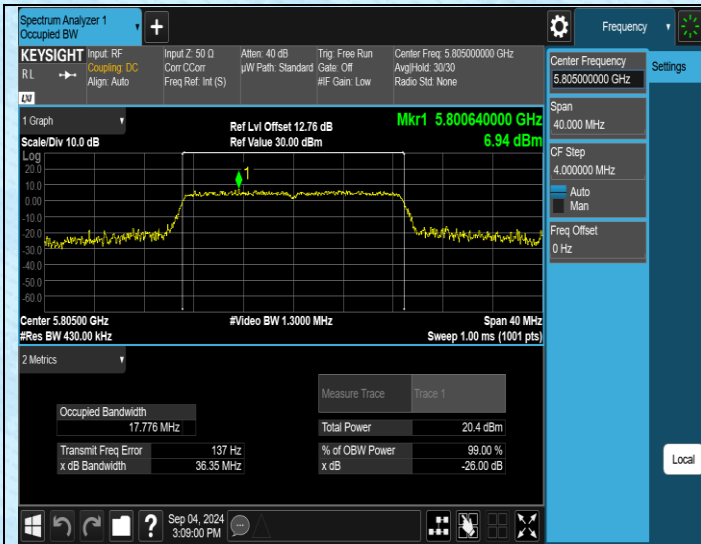 Spectrum Analyzer 1
Occupied BW
+
Frequency
KEYSIGHT
RL
LXI
Input: RF
Coupling: DC
Align: Auto
Input Z: 50 Ω
Corr CCorr
Freq Ref: Int (S)
Atten: 40 dB
µW Path: Standard
Trig: Free Run
Gate: Off
#IF Gain: Low
Center Freq: 5.805000000 GHz
Avg|Hold: 30/30
Radio Std: None
Center Frequency
5.805000000 GHz
Settings
Span
40.000 MHz
CF Step
4.000000 MHz
Auto
Man
Freq Offset
0 Hz
1 Graph
Scale/Div 10.0 dB
Ref Lvl Offset 12.76 dB
Ref Value 30.00 dBm
Mkr1 5.800640000 GHz
6.94 dBm
Log
1
20.0
10.0
0.00
-10.0
-20.0
-30.0
-40.0
-50.0
-60.0
Center 5.80500 GHz
#Res BW 430.00 kHz
#Video BW 1.3000 MHz
Span 40 MHz
Sweep 1.00 ms (1001 pts)
2 Metrics
Measure Trace Trace 1
Occupied Bandwidth
17.776 MHz
Total Power 20.4 dBm
Transmit Freq Error 137 Hz
x dB Bandwidth 36.35 MHz
% of OBW Power 99.00 %
x dB -26.00 dB
Local
?
Sep 04, 2024
3:09:00 PM